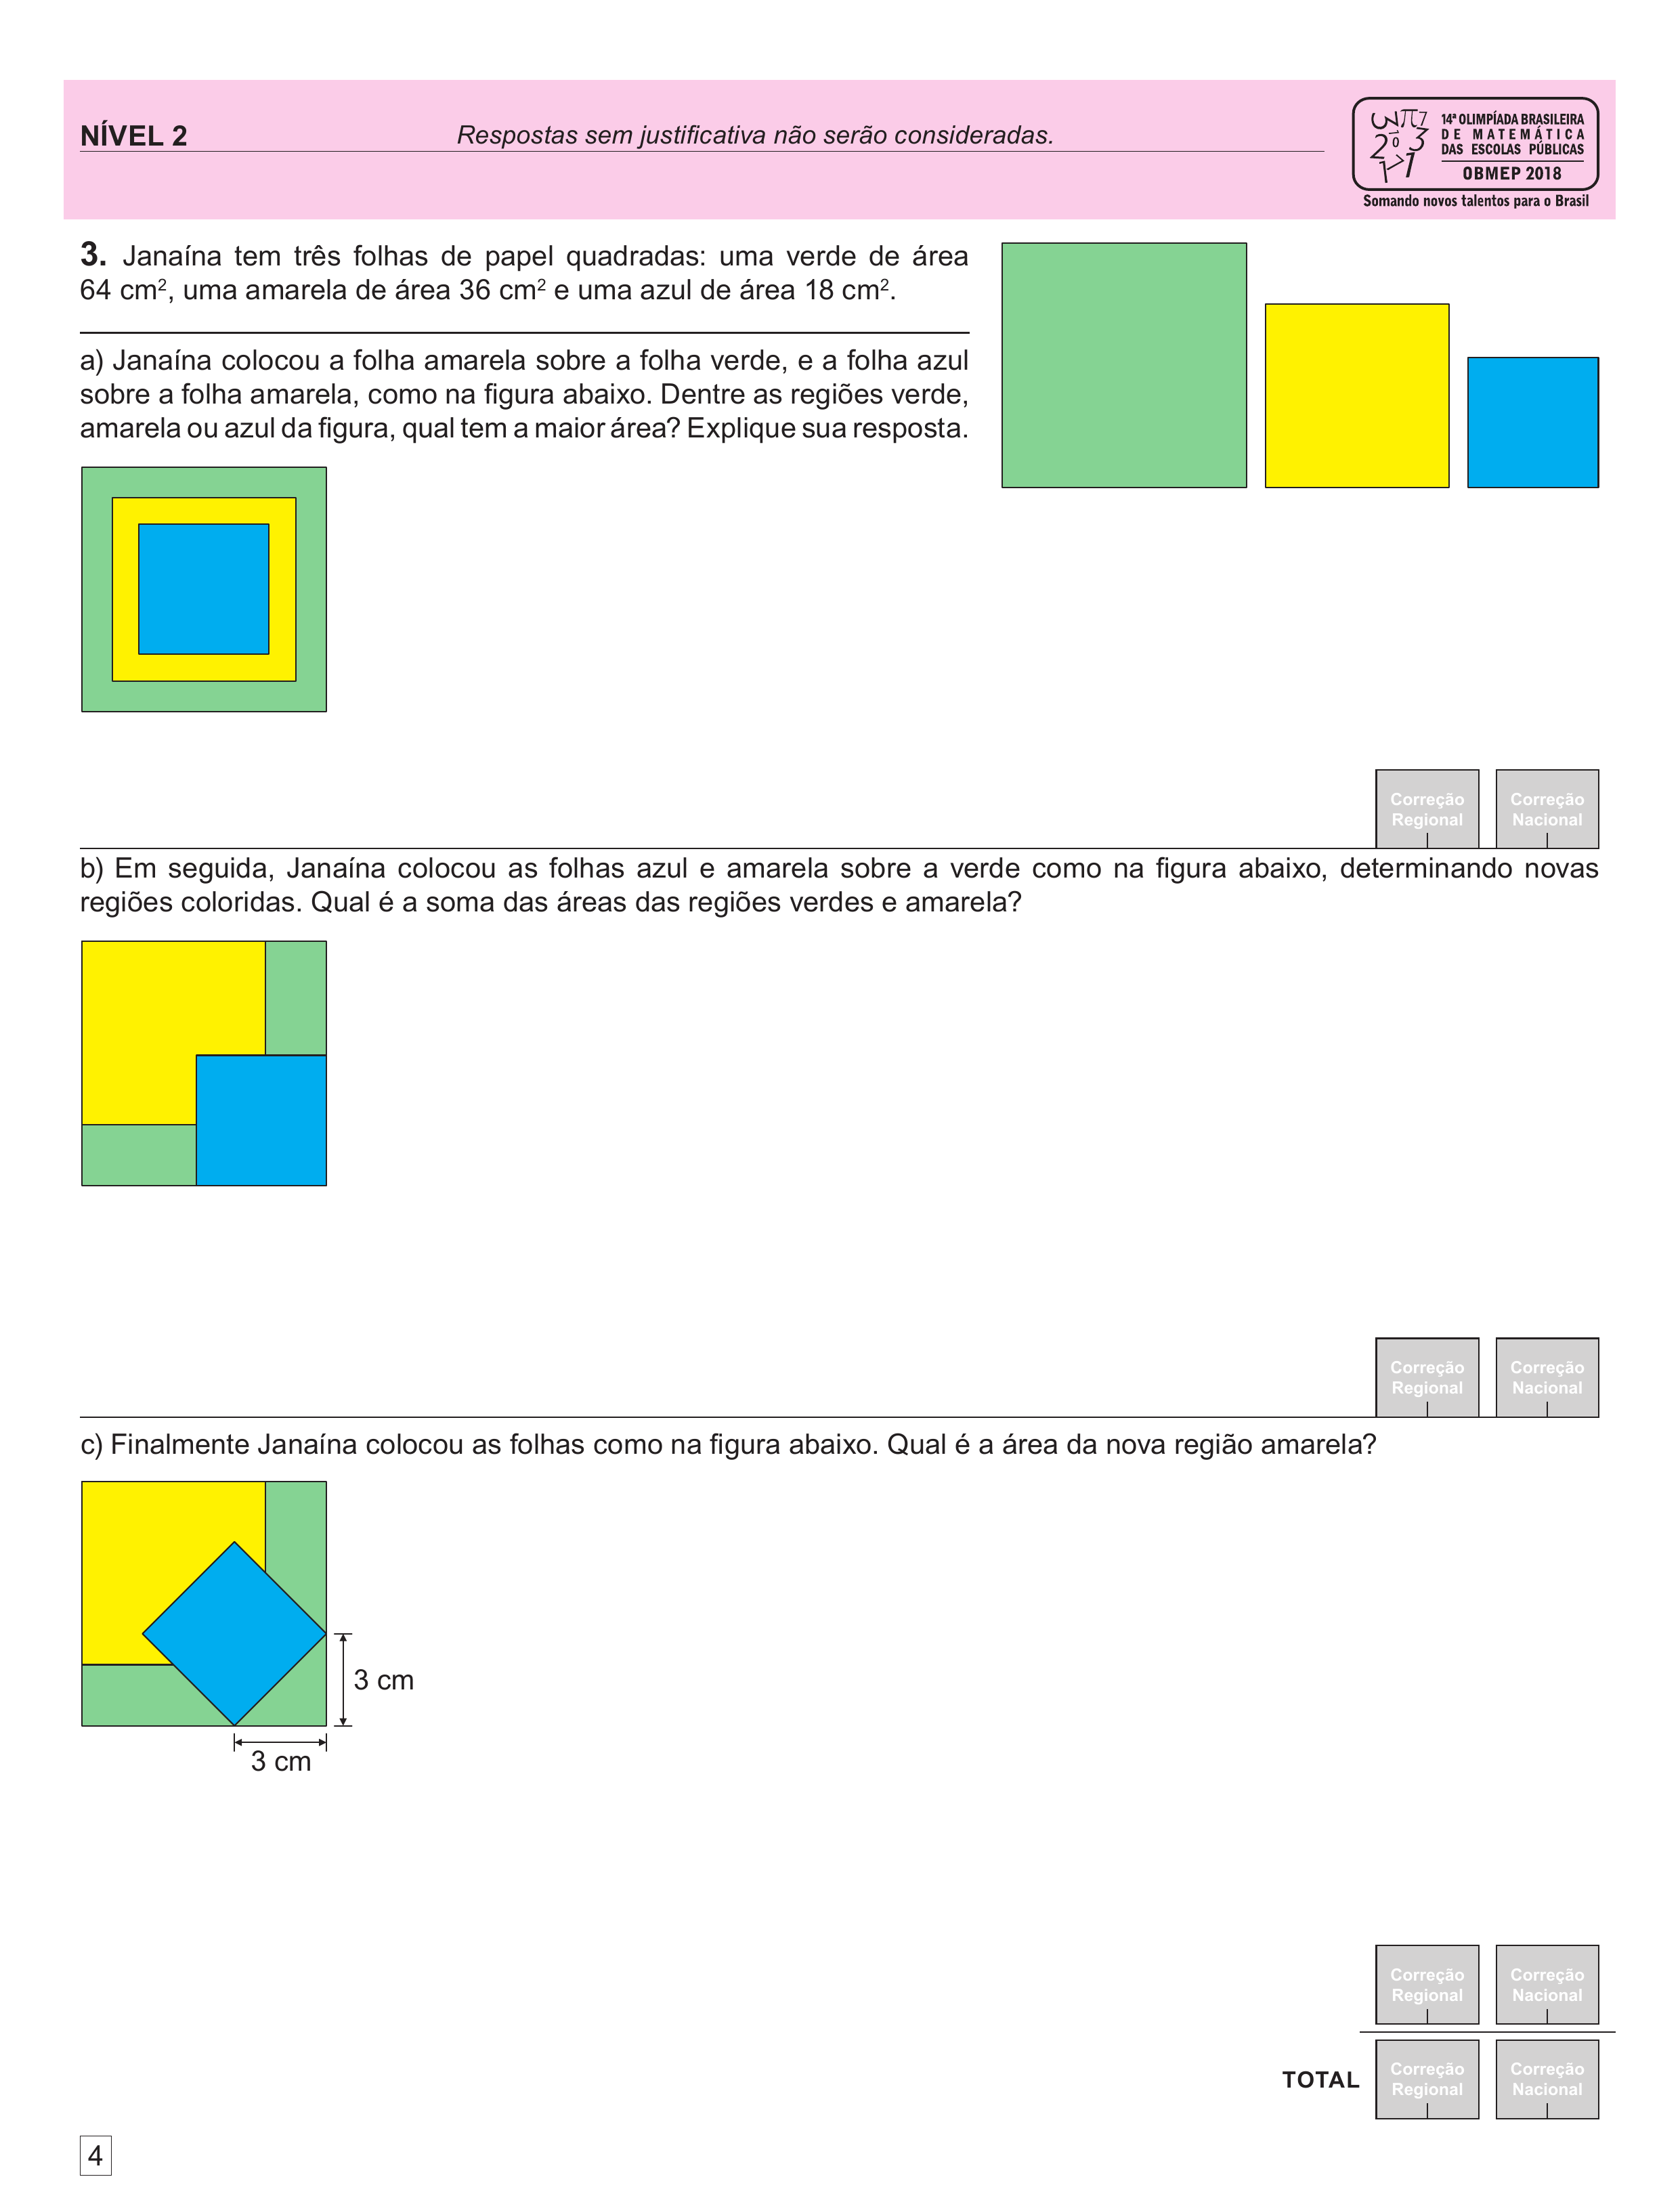 NÍVEL 2
Respostas sem justificativa não serão consideradas.
14ª OLIMPÍADA BRASILEIRA
DE MATEMÁTICA
DAS ESCOLAS PÚBLICAS
OBMEP 2018
Somando novos talentos para o Brasil
3. Janaína tem três folhas de papel quadradas: uma verde de área
64 cm², uma amarela de área 36 cm² e uma azul de área 18 cm².
a) Janaína colocou a folha amarela sobre a folha verde, e a folha azul
sobre a folha amarela, como na figura abaixo. Dentre as regiões verde,
amarela ou azul da figura, qual tem a maior área? Explique sua resposta.
Correção
Regional
Correção
Nacional
b) Em seguida, Janaína colocou as folhas azul e amarela sobre a verde como na figura abaixo, determinando novas
regiões coloridas. Qual é a soma das áreas das regiões verdes e amarela?
Correção
Regional
Correção
Nacional
c) Finalmente Janaína colocou as folhas como na figura abaixo. Qual é a área da nova região amarela?
3 cm
3 cm
Correção
Regional
Correção
Nacional
TOTAL
Correção
Regional
Correção
Nacional
4